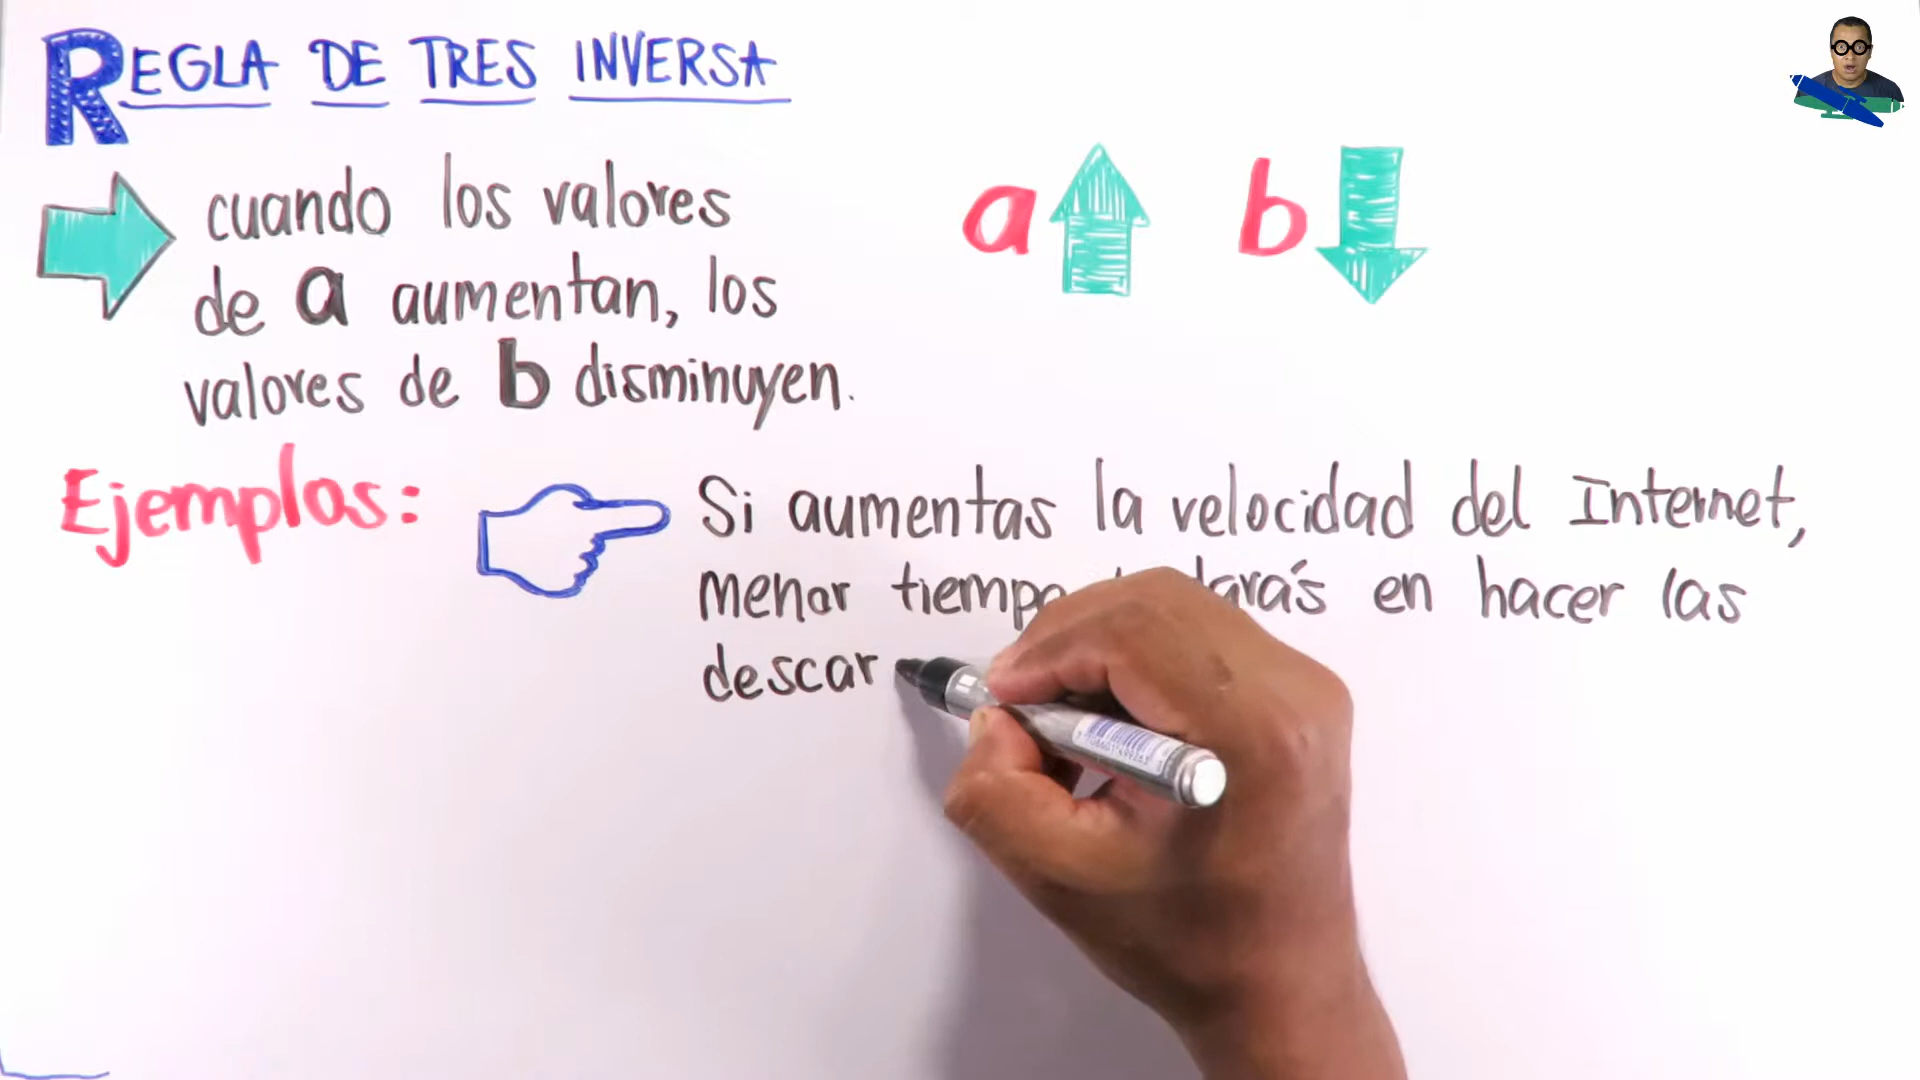 REGLA DE TRES INVERSA
cuando los valores
de a aumentan, los
valores de b disminuyen.
a b
Ejemplos:
Si aumentas la velocidad del Internet,
menor tiempo en hacer las
descar